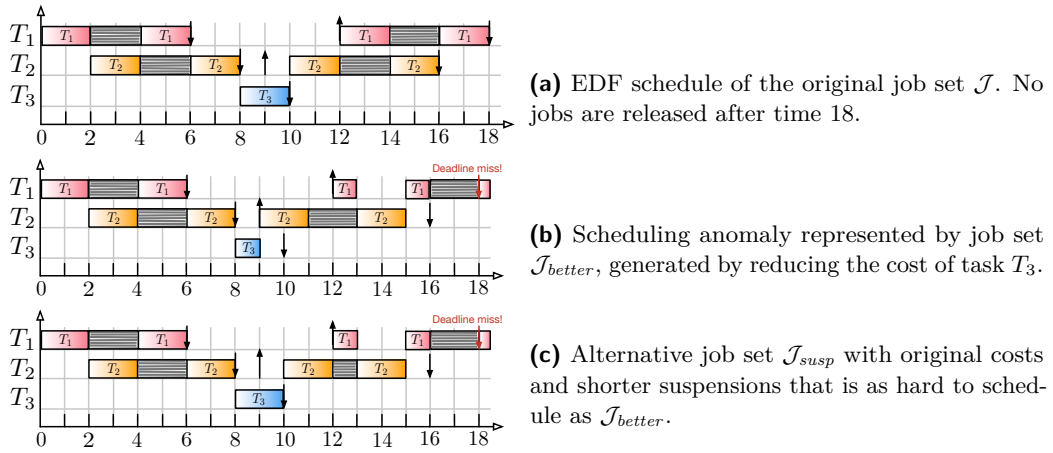 T1 T1 T1 T1 T1
T2 T2 T2 T2 T2
T3 T3
0 2 4 6 8 10 12 14 16 18
(a) EDF schedule of the original job set J. No
jobs are released after time 18.
Deadline miss!
T1 T1 T1 T1 T1
T2 T2 T2 T2 T2
T3 T3
0 2 4 6 8 10 12 14 16 18
(b) Scheduling anomaly represented by job set
J_better, generated by reducing the cost of task T3.
Deadline miss!
T1 T1 T1 T1 T1
T2 T2 T2 T2 T2
T3 T3
0 2 4 6 8 10 12 14 16 18
(c) Alternative job set J_susp with original costs
and shorter suspensions that is as hard to sched-
ule as J_better.